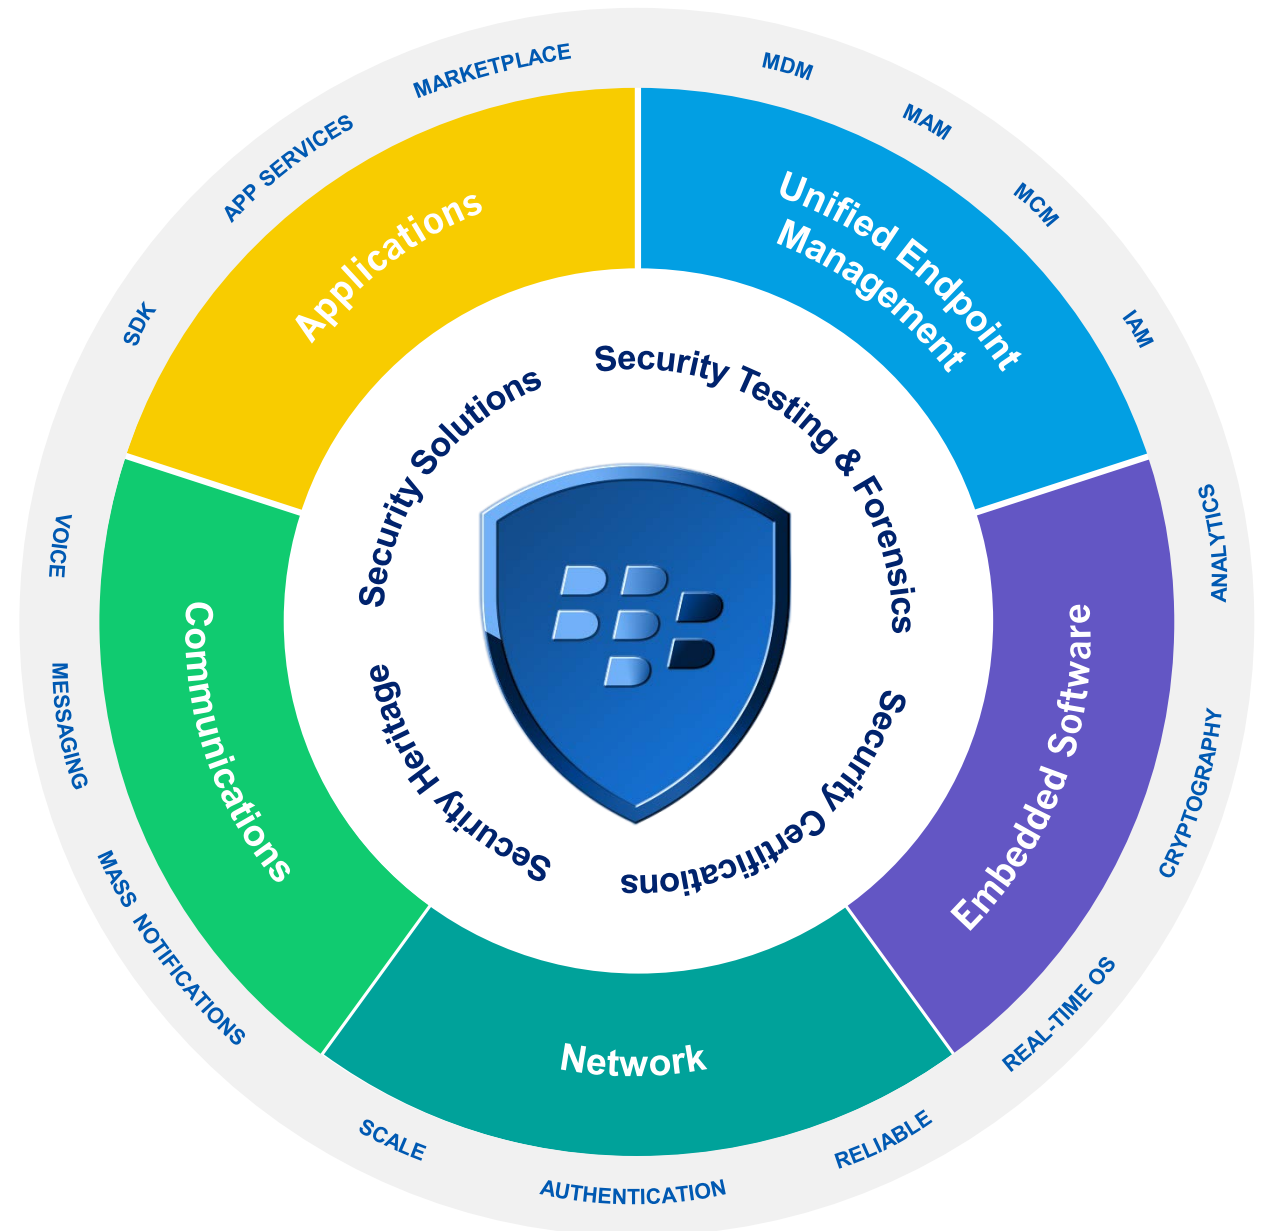 MARKETPLACE
APP SERVICES
SDK
MDM
MAM
MCM
IAM
ANALYTICS
CRYPTOGRAPHY
REAL-TIME OS
RELIABLE
AUTHENTICATION
SCALE
MASS NOTIFICATIONS
MESSAGING
VOICE
Applications
Unified Endpoint
Management
Embedded Software
Network
Communications
Security Solutions
Security Testing & Forensics
Security Certifications
Security Heritage